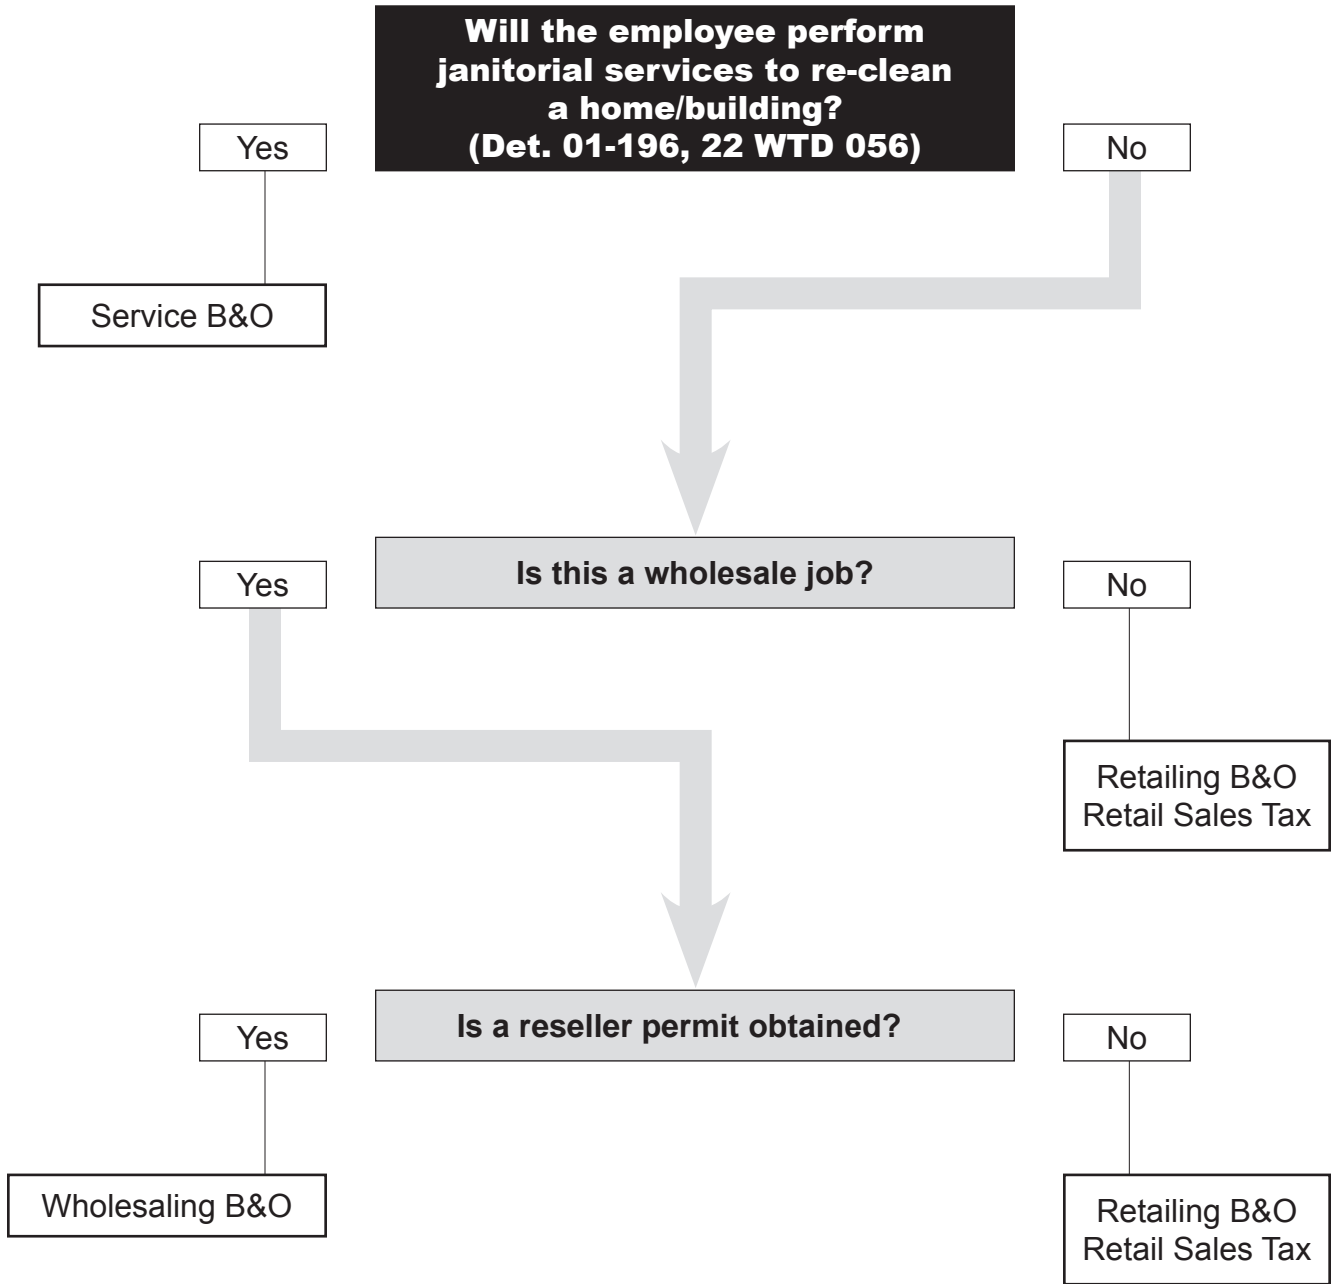 Will the employee perform
janitorial services to re-clean
a home/building?
(Det. 01-196, 22 WTD 056)
Yes
No
Service B&O
Is this a wholesale job?
Yes
No
Retailing B&O
Retail Sales Tax
Is a reseller permit obtained?
Yes
No
Wholesaling B&O
Retailing B&O
Retail Sales Tax